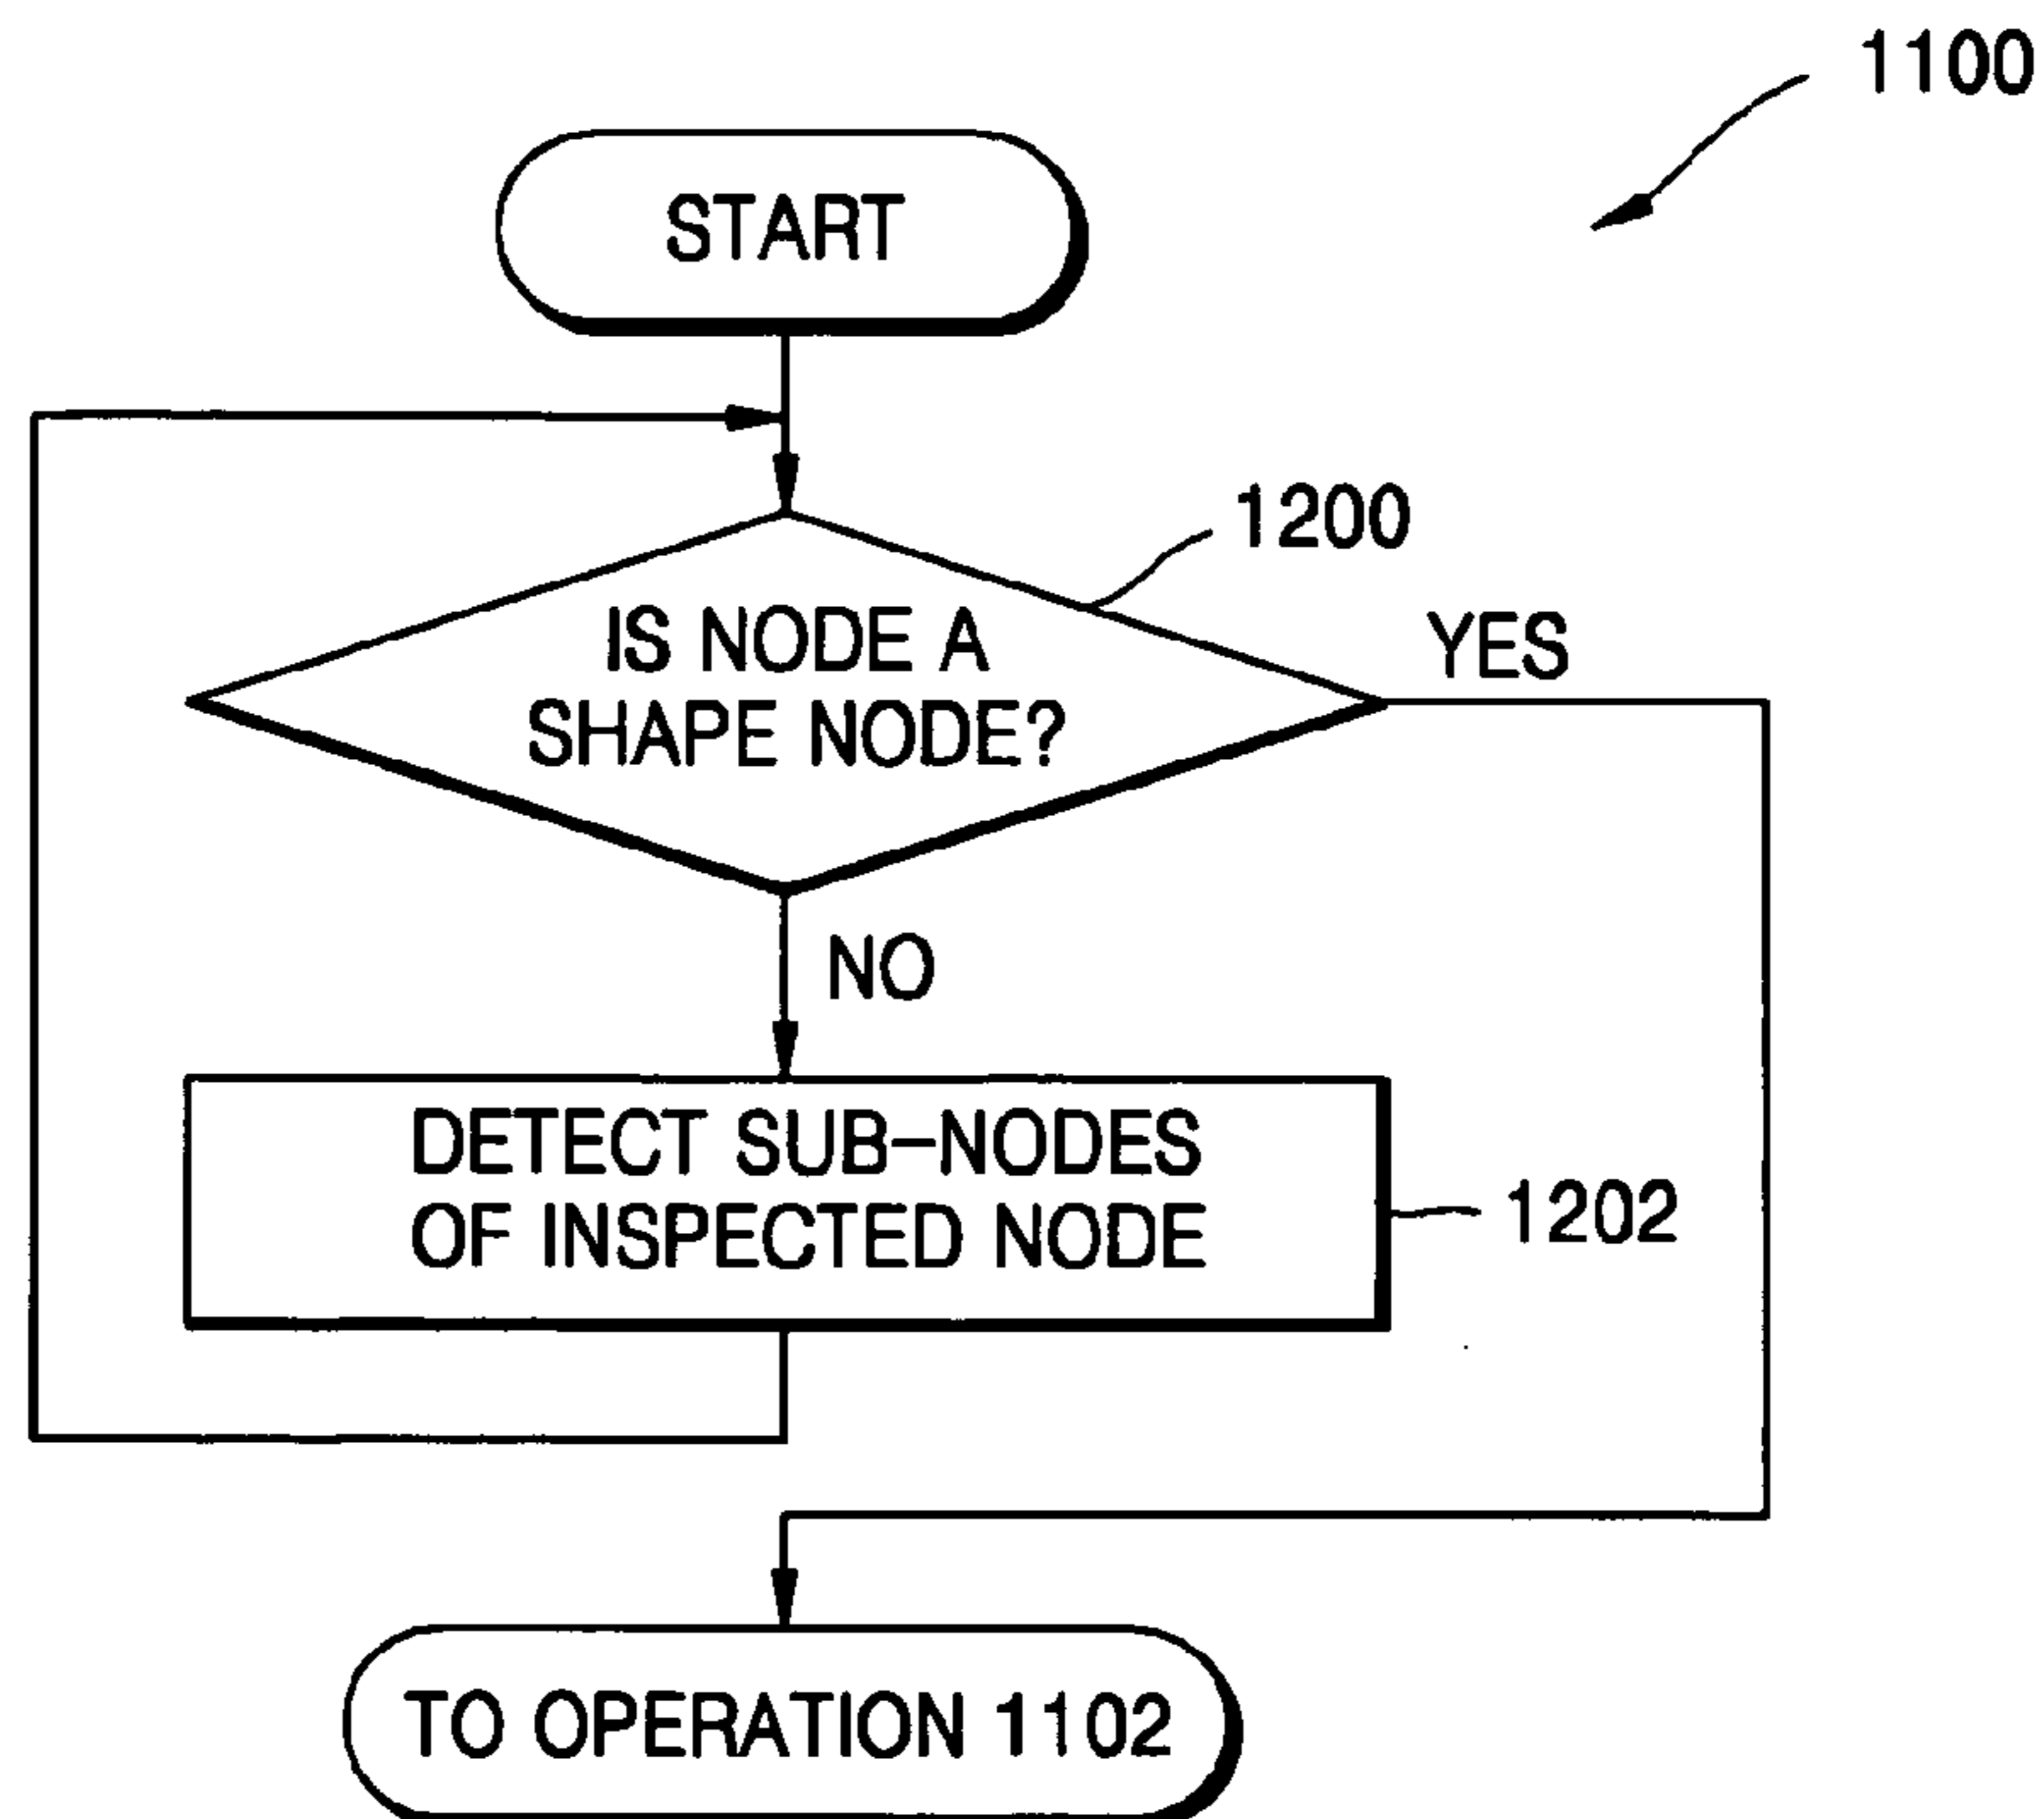 1100
START
1200
IS NODE A
SHAPE NODE?
YES
NO
DETECT SUB-NODES
OF INSPECTED NODE
1202
TO OPERATION 1102